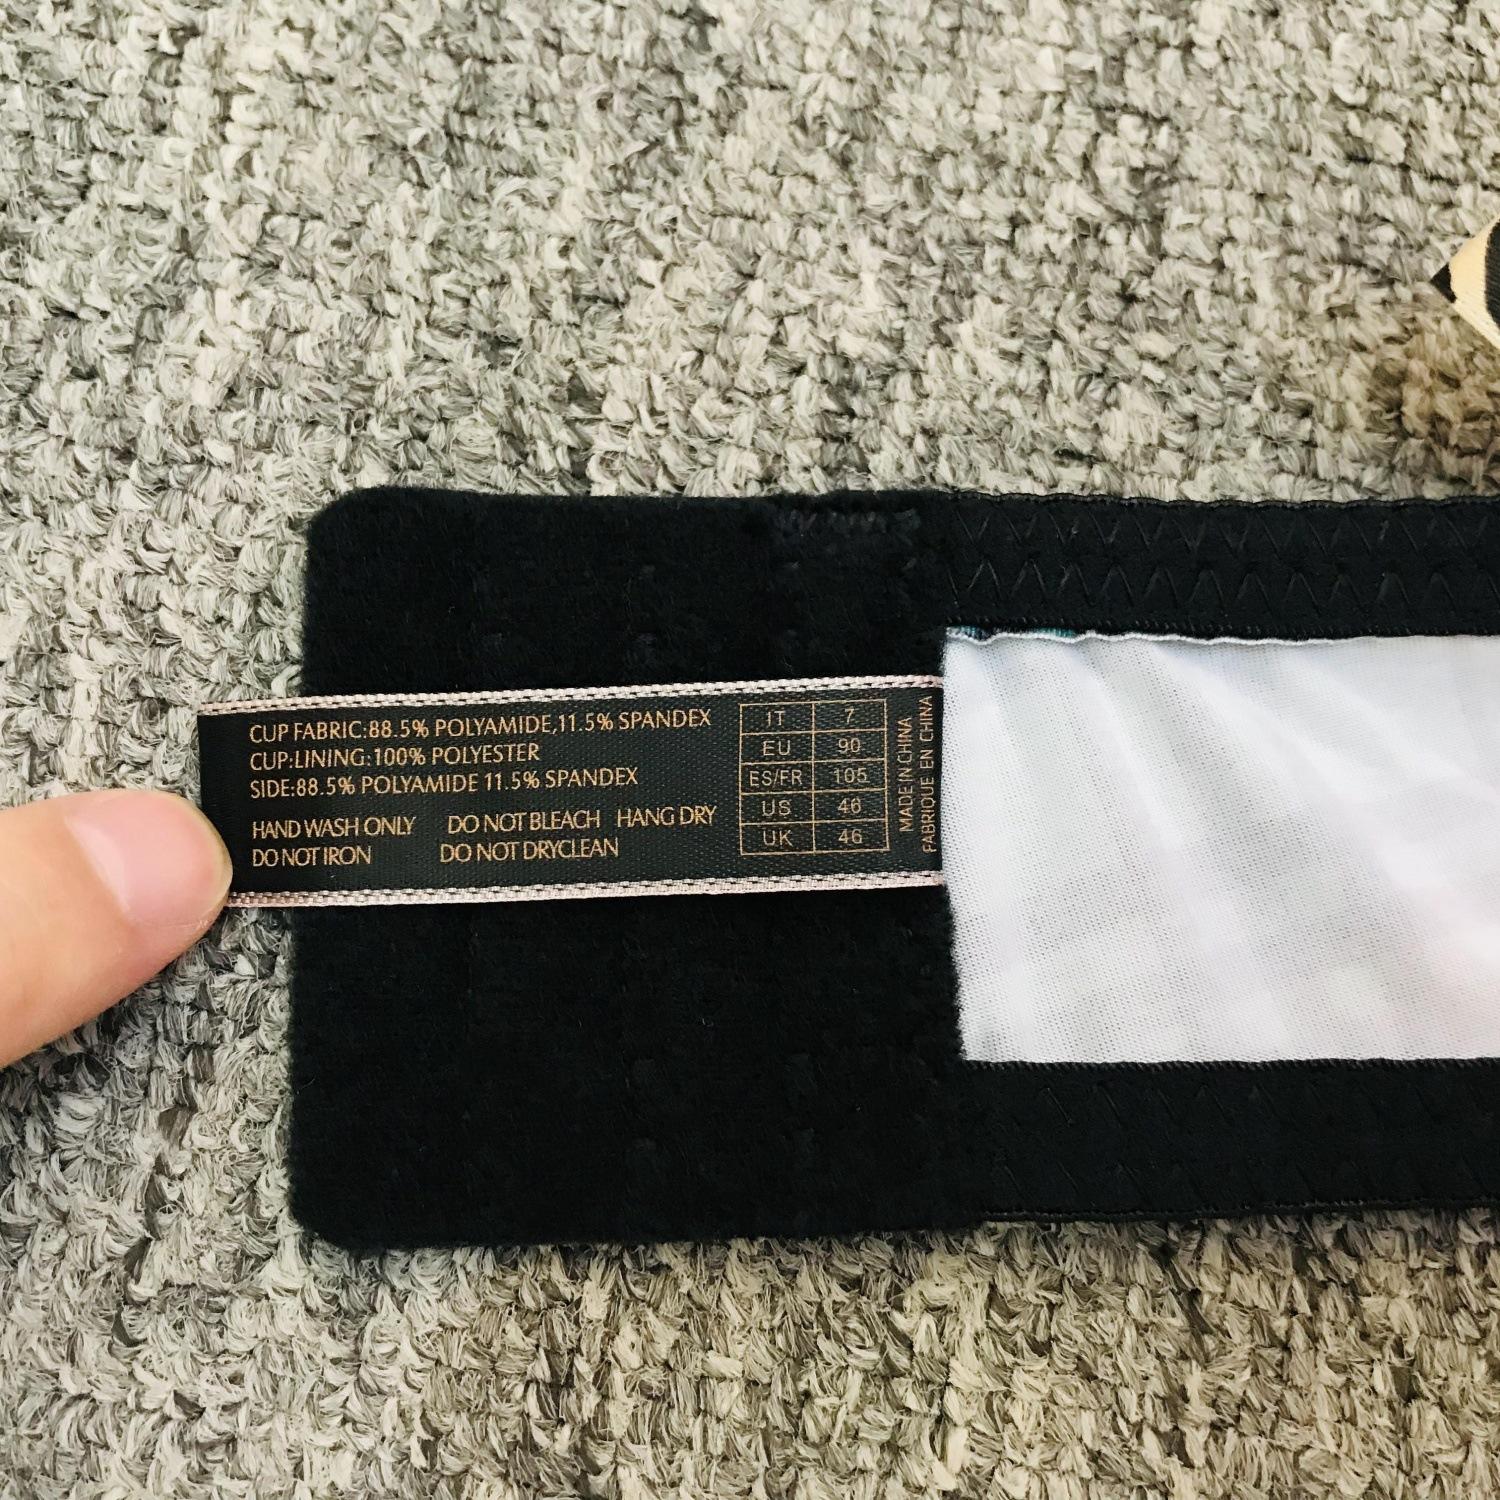 CUP FABRIC:88.5% POLYAMIDE,11.5% SPANDEX
CUP:LINING:100% POLYESTER
SIDE:88.5% POLYAMIDE 11.5% SPANDEX
HAND WASH ONLY DO NOT BLEACH HANG DRY
DO NOT IRON DO NOT DRYCLEAN
IT 7
EU 90
ES/FR 105
US 46
UK 46
MADE IN CHINA
FABRIQUE EN CHINA